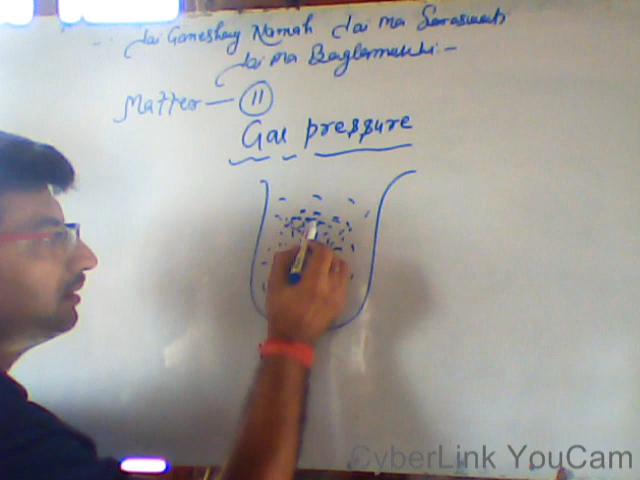 Jai Ganeshay Namah Jai Ma Saraswati
Jai Ma Baglamukhi -
Matter — 11
Gas pressure
CyberLink YouCam